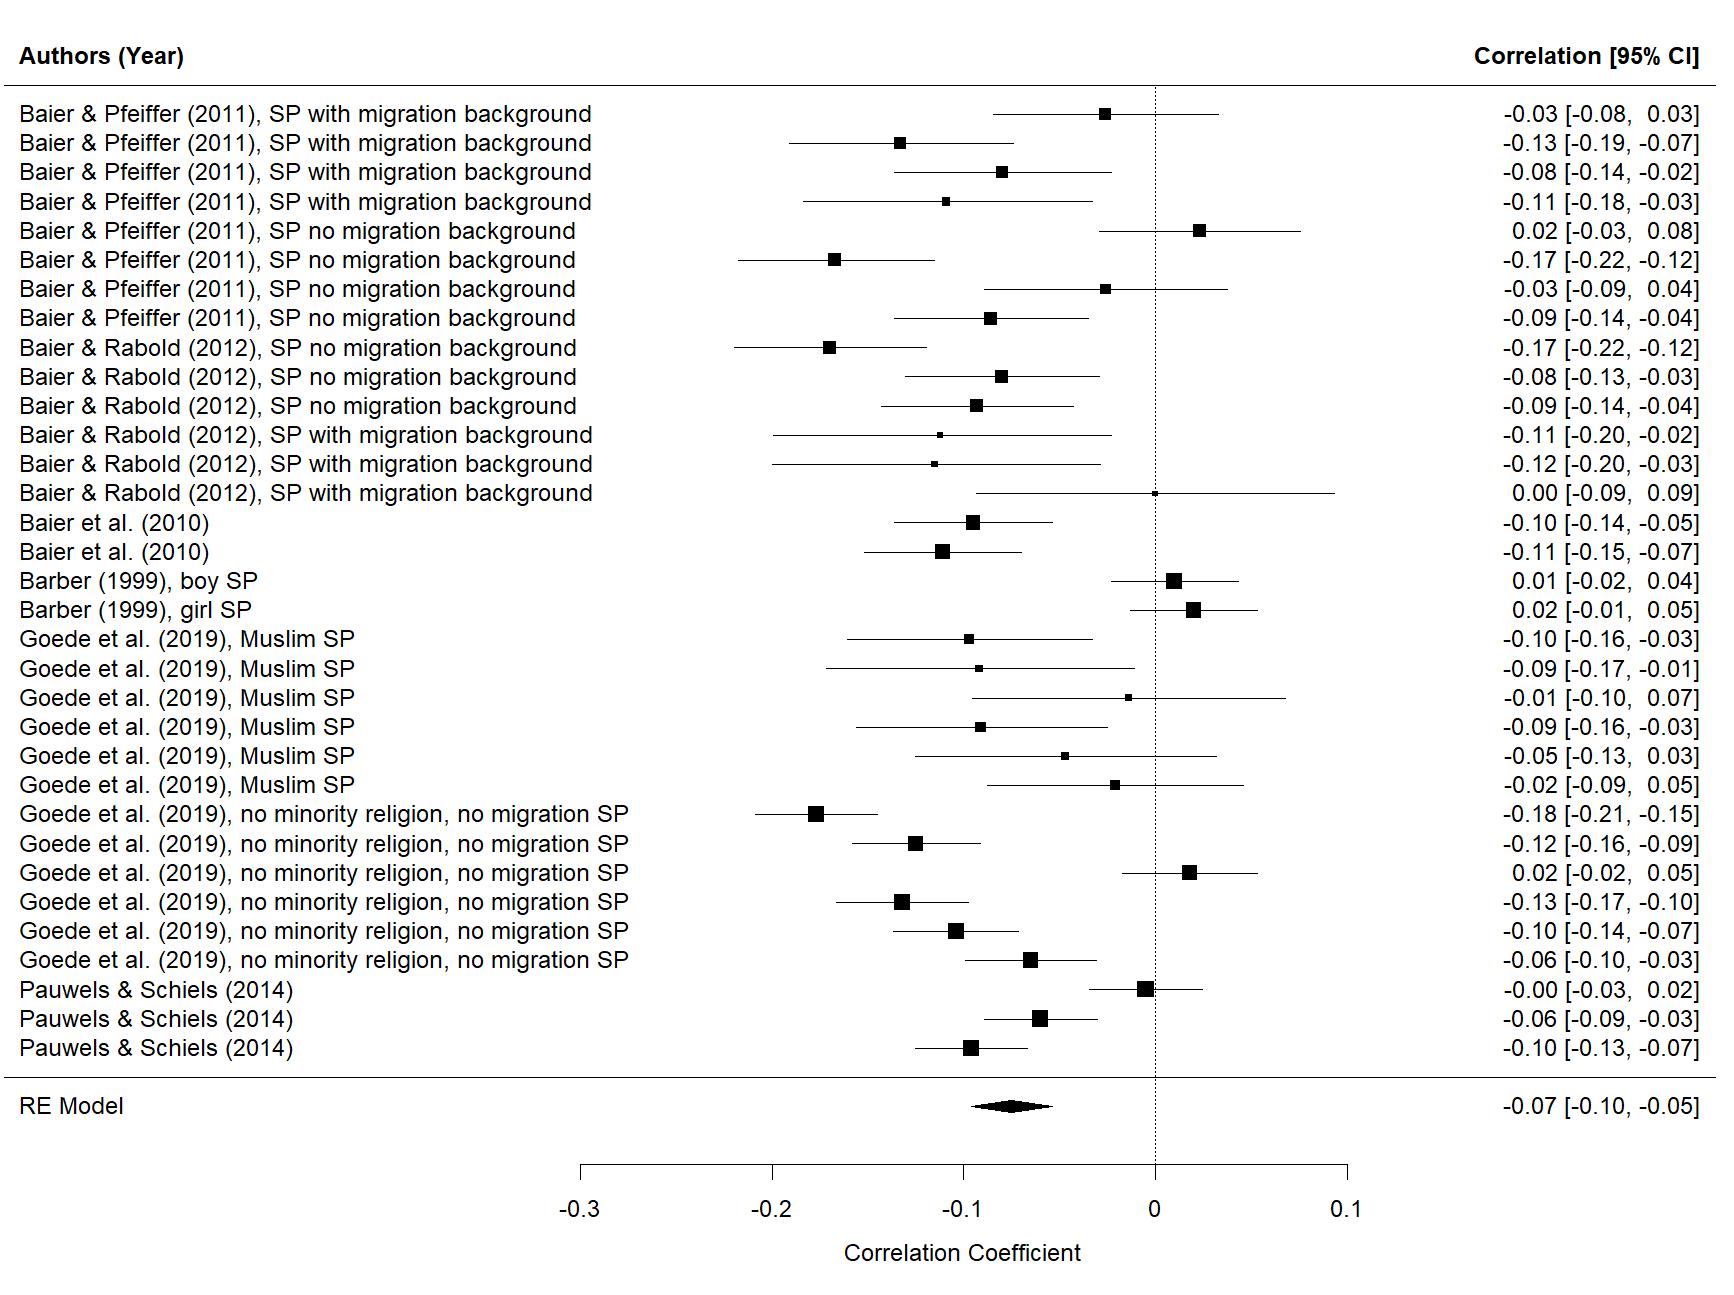 Authors (Year) Correlation [95% CI]
Baier & Pfeiffer (2011), SP with migration background -0.03 [-0.08, 0.03]
Baier & Pfeiffer (2011), SP with migration background -0.13 [-0.19, -0.07]
Baier & Pfeiffer (2011), SP with migration background -0.08 [-0.14, -0.02]
Baier & Pfeiffer (2011), SP with migration background -0.11 [-0.18, -0.03]
Baier & Pfeiffer (2011), SP no migration background 0.02 [-0.03, 0.08]
Baier & Pfeiffer (2011), SP no migration background -0.17 [-0.22, -0.12]
Baier & Pfeiffer (2011), SP no migration background -0.03 [-0.09, 0.04]
Baier & Pfeiffer (2011), SP no migration background -0.09 [-0.14, -0.04]
Baier & Rabold (2012), SP no migration background -0.17 [-0.22, -0.12]
Baier & Rabold (2012), SP no migration background -0.08 [-0.13, -0.03]
Baier & Rabold (2012), SP no migration background -0.09 [-0.14, -0.04]
Baier & Rabold (2012), SP with migration background -0.11 [-0.20, -0.02]
Baier & Rabold (2012), SP with migration background -0.12 [-0.20, -0.03]
Baier & Rabold (2012), SP with migration background 0.00 [-0.09, 0.09]
Baier et al. (2010) -0.10 [-0.14, -0.05]
Baier et al. (2010) -0.11 [-0.15, -0.07]
Barber (1999), boy SP 0.01 [-0.02, 0.04]
Barber (1999), girl SP 0.02 [-0.01, 0.05]
Goede et al. (2019), Muslim SP -0.10 [-0.16, -0.03]
Goede et al. (2019), Muslim SP -0.09 [-0.17, -0.01]
Goede et al. (2019), Muslim SP -0.01 [-0.10, 0.07]
Goede et al. (2019), Muslim SP -0.09 [-0.16, -0.03]
Goede et al. (2019), Muslim SP -0.05 [-0.13, 0.03]
Goede et al. (2019), Muslim SP -0.02 [-0.09, 0.05]
Goede et al. (2019), no minority religion, no migration SP -0.18 [-0.21, -0.15]
Goede et al. (2019), no minority religion, no migration SP -0.12 [-0.16, -0.09]
Goede et al. (2019), no minority religion, no migration SP 0.02 [-0.02, 0.05]
Goede et al. (2019), no minority religion, no migration SP -0.13 [-0.17, -0.10]
Goede et al. (2019), no minority religion, no migration SP -0.10 [-0.14, -0.07]
Goede et al. (2019), no minority religion, no migration SP -0.06 [-0.10, -0.03]
Pauwels & Schiels (2014) -0.00 [-0.03, 0.02]
Pauwels & Schiels (2014) -0.06 [-0.09, -0.03]
Pauwels & Schiels (2014) -0.10 [-0.13, -0.07]
RE Model -0.07 [-0.10, -0.05]
-0.3 -0.2 -0.1 0 0.1
Correlation Coefficient